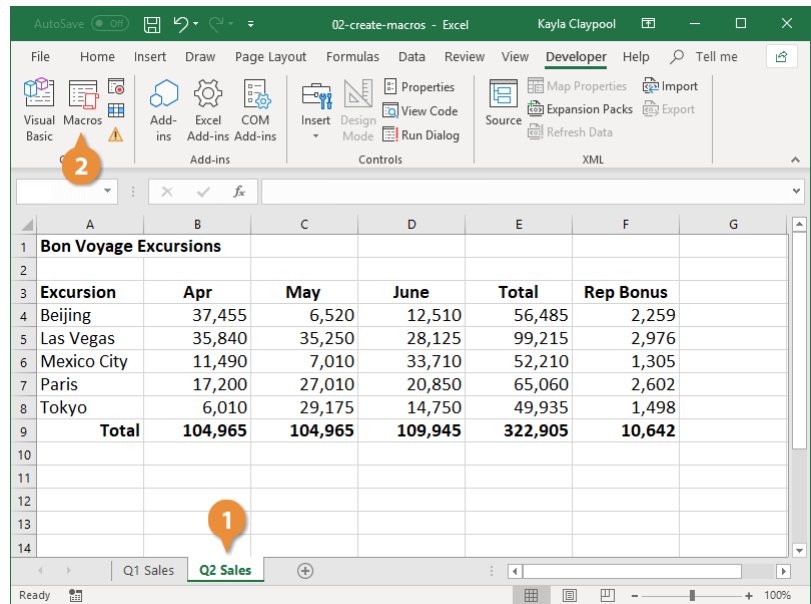 AutoSave Off 02-create-macros - Excel Kayla Claypool
File Home Insert Draw Page Layout Formulas Data Review View Developer Help Tell me
Visual Basic
Macros
Add-ins
Excel Add-ins
COM Add-ins
Insert
Design Mode
Properties
View Code
Run Dialog
Source
Map Properties
Expansion Packs
Refresh Data
Import
Export
2
Add-ins Controls XML
fx
A B C D E F G
1 Bon Voyage Excursions
2
3 Excursion Apr May June Total Rep Bonus
4 Beijing 37,455 6,520 12,510 56,485 2,259
5 Las Vegas 35,840 35,250 28,125 99,215 2,976
6 Mexico City 11,490 7,010 33,710 52,210 1,305
7 Paris 17,200 27,010 20,850 65,060 2,602
8 Tokyo 6,010 29,175 14,750 49,935 1,498
9 Total 104,965 104,965 109,945 322,905 10,642
10
11
12
13
1
14
Q1 Sales Q2 Sales
Ready 100%